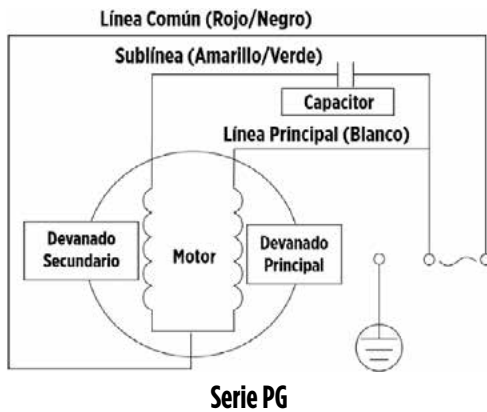 Línea Común (Rojo/Negro)
Sublínea (Amarillo/Verde)
Capacitor
Línea Principal (Blanco)
Devanado
Secundario
Motor
Devanado
Principal
Serie PG